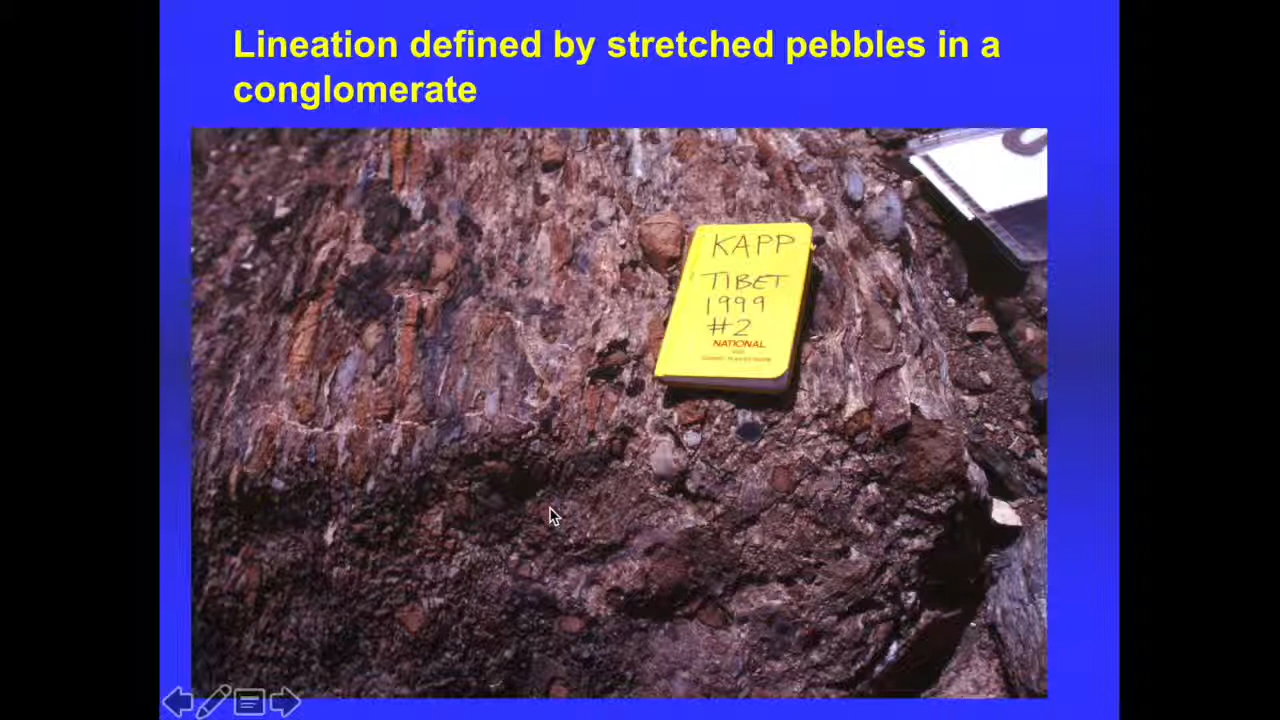 Lineation defined by stretched pebbles in a
conglomerate
KAPP
TIBET
1999
#2
NATIONAL